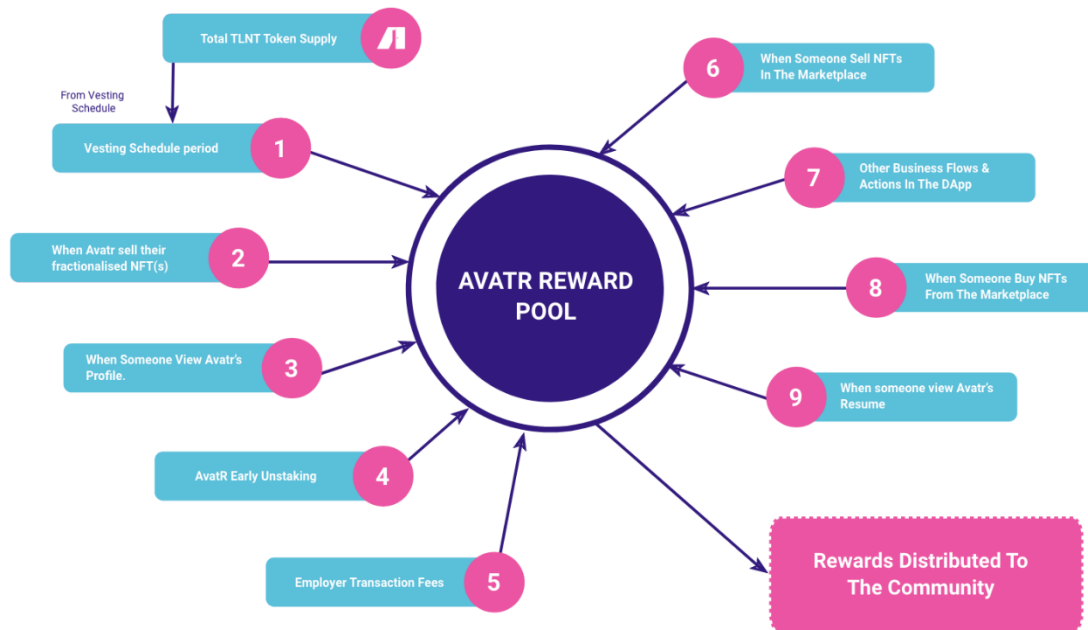 Total TLNT Token Supply
From Vesting
Schedule
Vesting Schedule period
1
When Avatr sell their
fractionalised NFT(s)
2
When Someone View Avatr's
Profile.
3
AvatR Early Unstaking
4
Employer Transaction Fees
5
6
When Someone Sell NFTs
In The Marketplace
7
Other Business Flows &
Actions In The DApp
8
When Someone Buy NFTs
From The Marketplace
9
When someone view Avatr's
Resume
AVATR REWARD
POOL
Rewards Distributed To
The Community